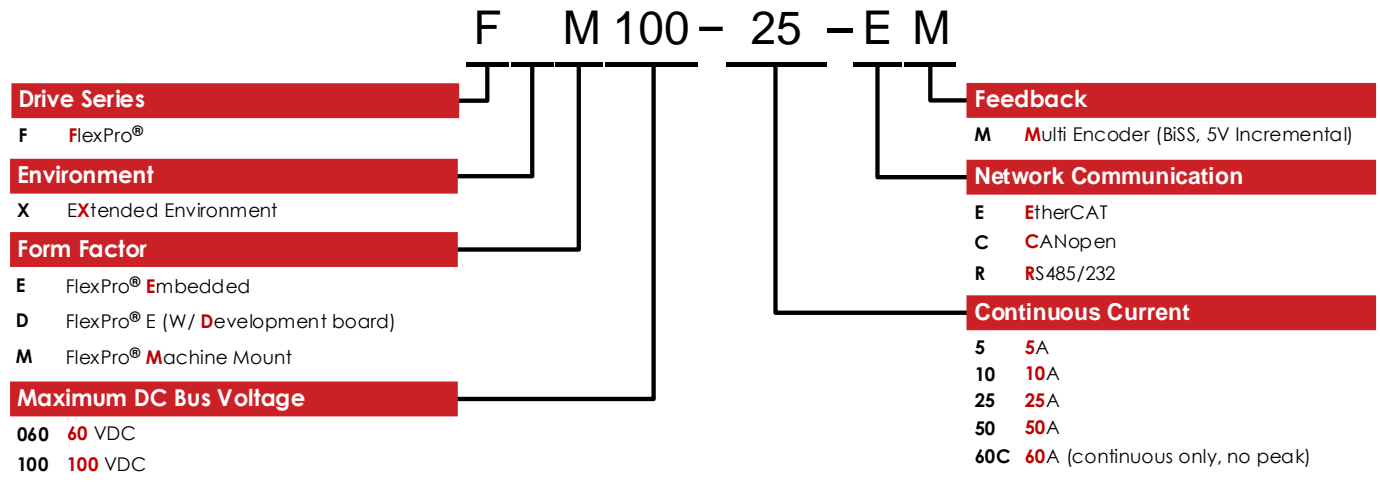 F M 100 – 25 – E M
Drive Series
F FlexPro®
Environment
X EXtended Environment
Form Factor
E FlexPro® Embedded
D FlexPro® E (W/ Development board)
M FlexPro® Machine Mount
Maximum DC Bus Voltage
060 60 VDC
100 100 VDC
Feedback
M Multi Encoder (BiSS, 5V Incremental)
Network Communication
E EtherCAT
C CANopen
R RS485/232
Continuous Current
5 5A
10 10A
25 25A
50 50A
60C 60A (continuous only, no peak)